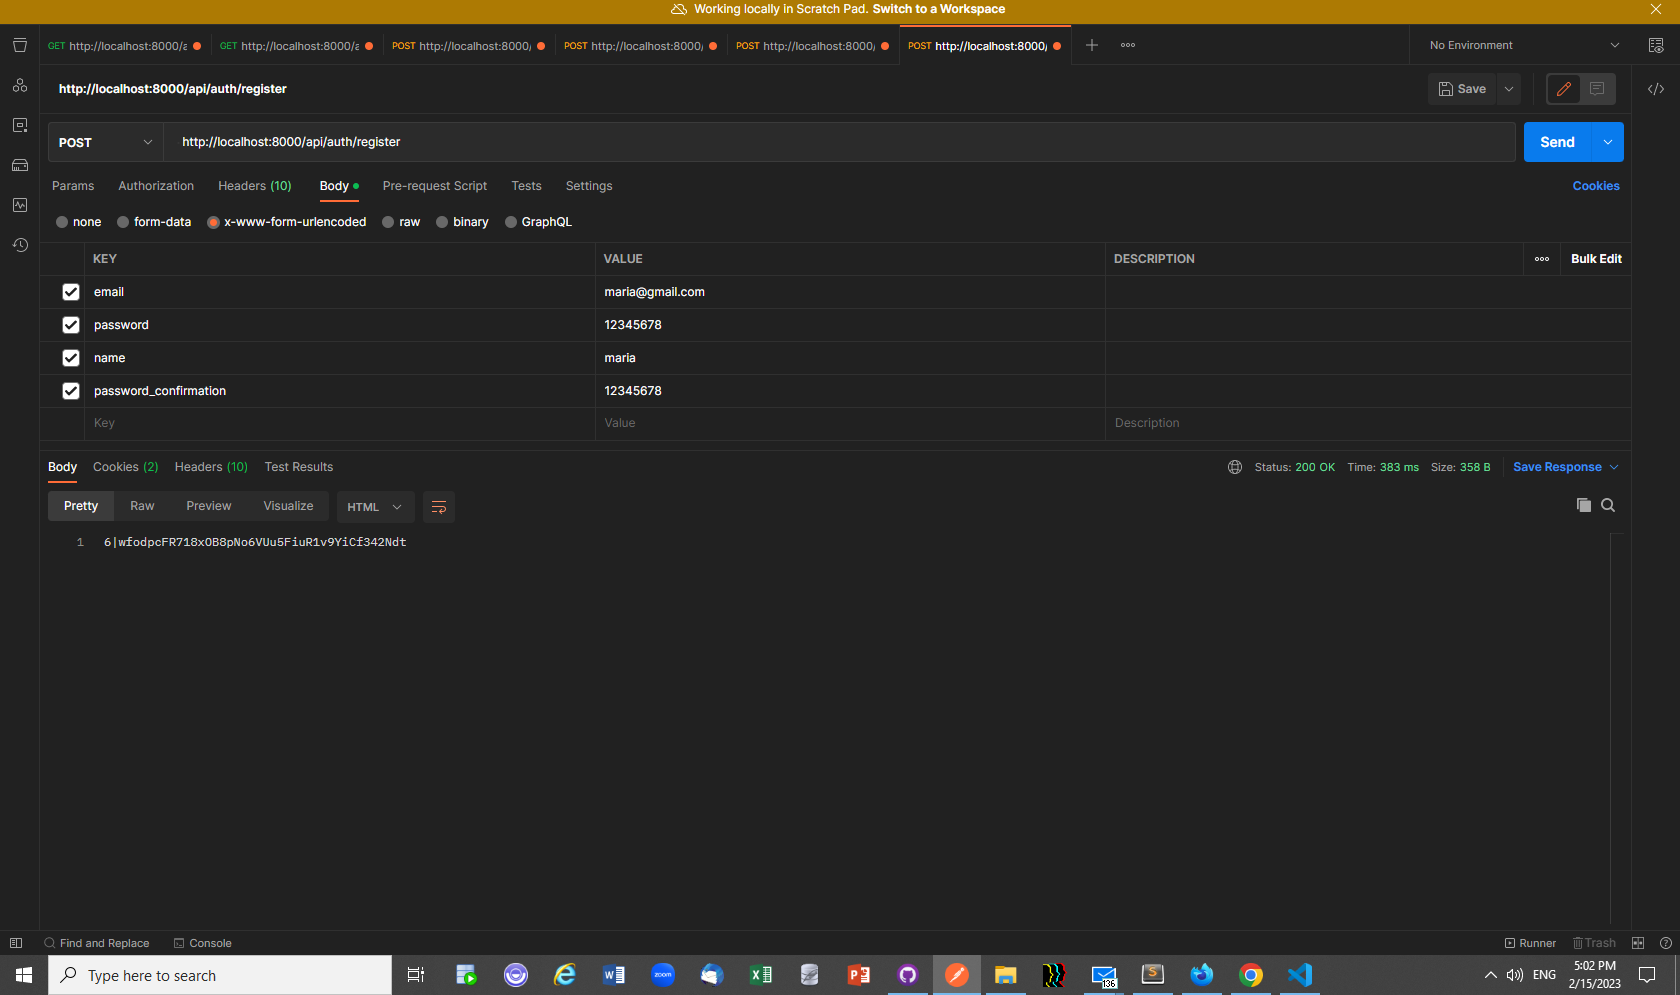 Working locally in Scratch Pad. Switch to a Workspace
GET http://localhost:8000/a
GET http://localhost:8000/a
POST http://localhost:8000/
POST http://localhost:8000/
POST http://localhost:8000/
POST http://localhost:8000/
No Environment
http://localhost:8000/api/auth/register
Save
POST
http://localhost:8000/api/auth/register
Send
Params Authorization Headers (10) Body Pre-request Script Tests Settings Cookies
none form-data x-www-form-urlencoded raw binary GraphQL
KEY VALUE DESCRIPTION Bulk Edit
email maria@gmail.com
password 12345678
name maria
password_confirmation 12345678
Key Value Description
Body Cookies (2) Headers (10) Test Results Status: 200 OK Time: 383 ms Size: 358 B Save Response
Pretty Raw Preview Visualize HTML
1 6|wfodpcFR718xOB8pNo6VUu5FiuR1v9YiCf342Ndt
Find and Replace Console Runner Trash
Type here to search
zoom
136
ENG
5:02 PM
2/15/2023